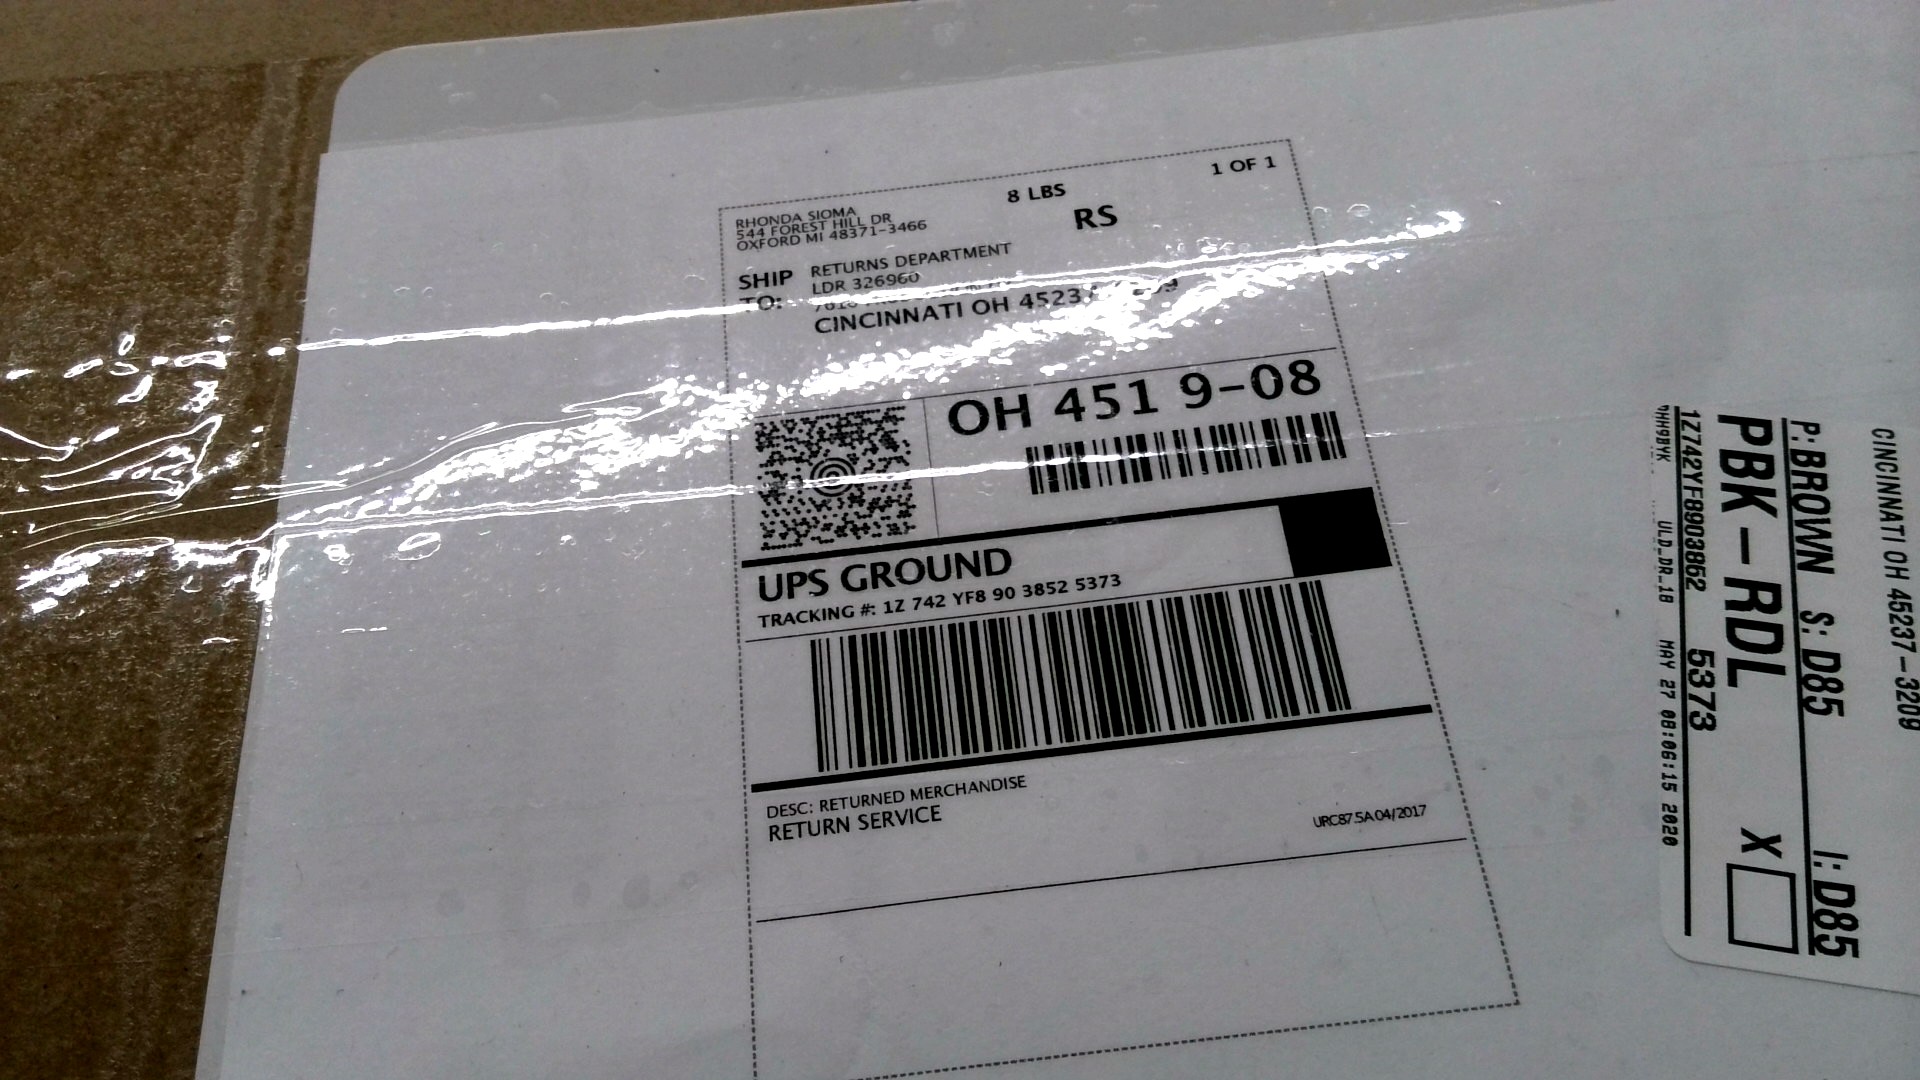 1 OF 1
8 LBS
RS
RHONDA SIOMA
544 FOREST HILL DR
OXFORD MI 48371-3466
SHIP
TO:
RETURNS DEPARTMENT
LDR 326960
CINCINNATI OH
OH 451 9-08
UPS GROUND
TRACKING #: 1Z 742 YF8 90 3852 5373
DESC: RETURNED MERCHANDISE
RETURN SERVICE
URC87.5A 04/2017
CINCINNATI OH 45237-3209
P:BROWN S:D85 I:D85
PBK-RDL X
5373
MAY 27 08:06:15 2020